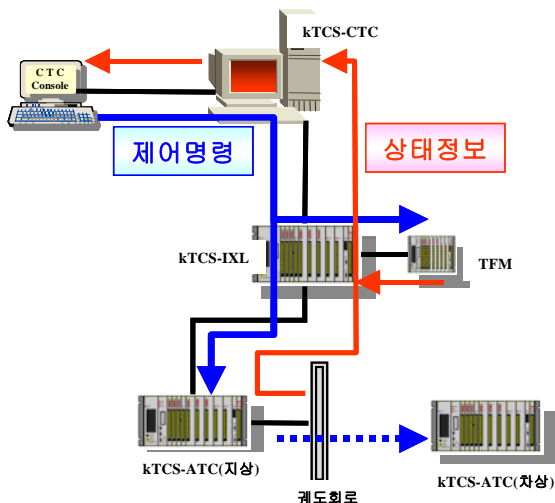 kTCS-CTC
C T C
Console
제어명령
상태정보
kTCS-IXL
TFM
kTCS-ATC(지상)
kTCS-ATC(차상)
궤도회로